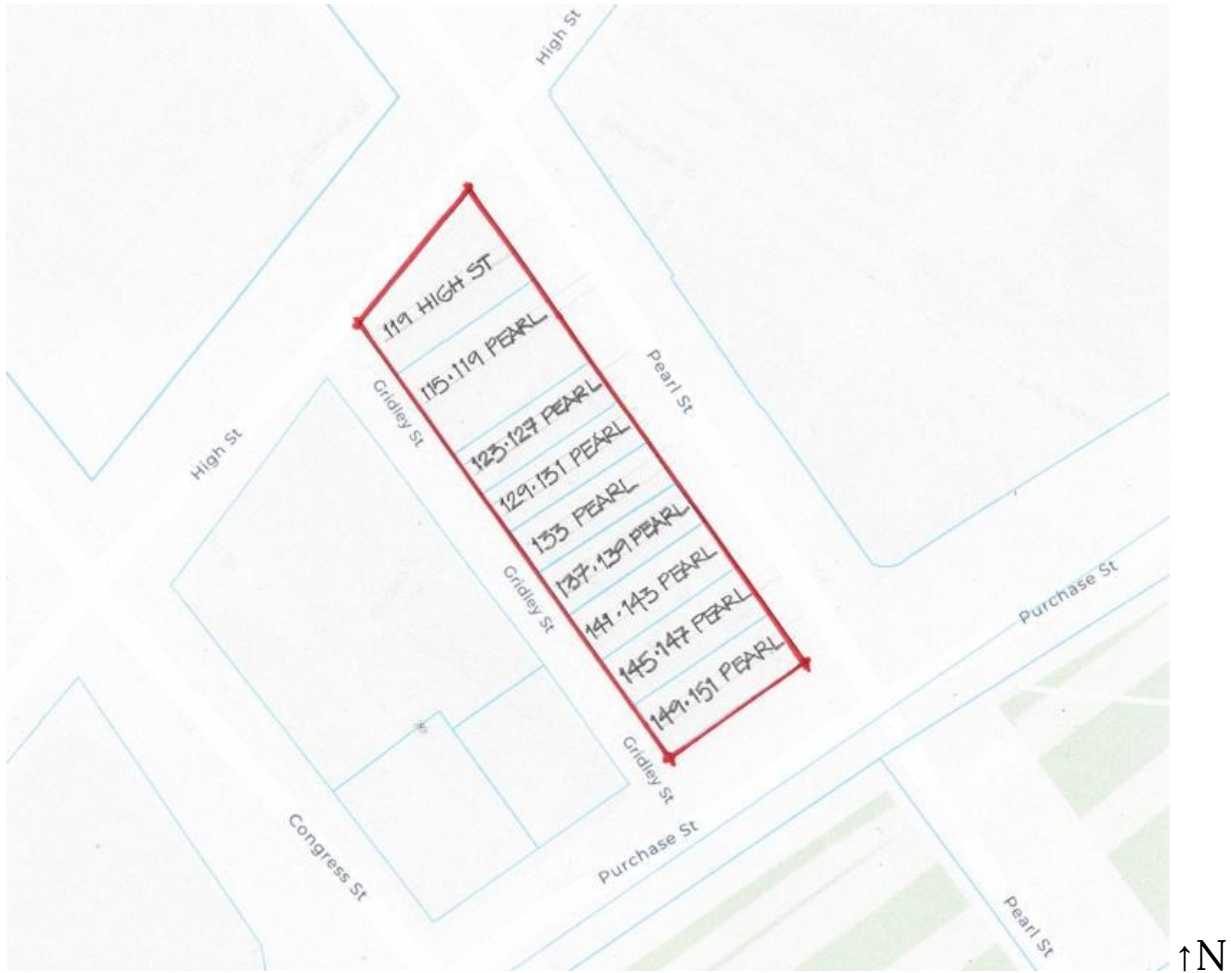 High St
119 HIGH ST
115·119 PEARL
Pearl St
Gridley St
123·127 PEARL
High St
129·131 PEARL
133 PEARL
137·139 PEARL
Gridley St
141·143 PEARL
145·147 PEARL
Purchase St
149·151 PEARL
Gridley St
Purchase St
Congress St
Pearl St
↑N